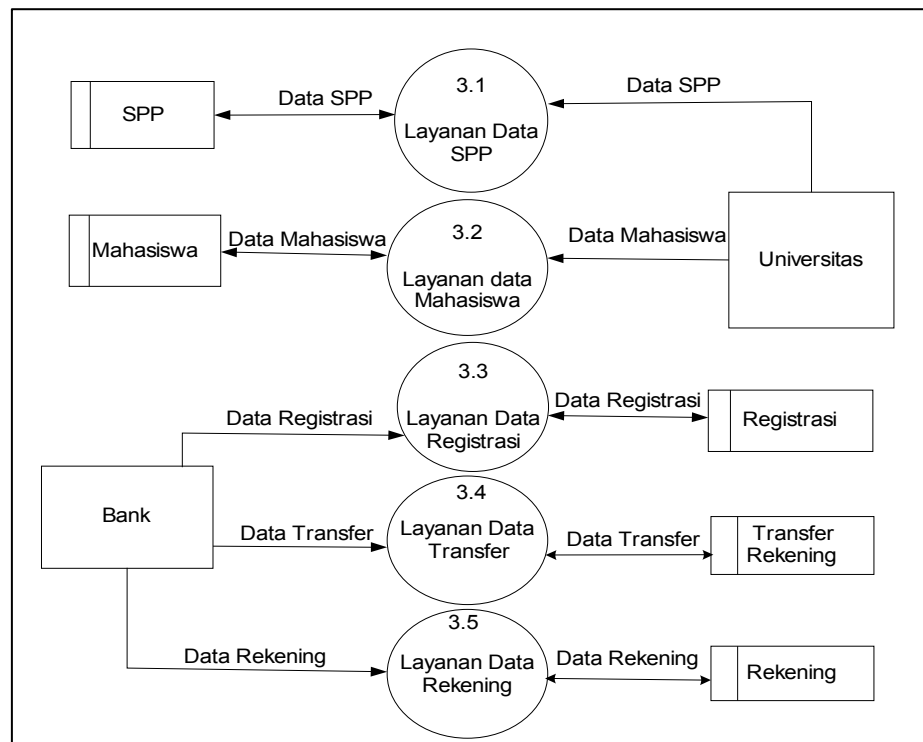 3.1
Data SPP
Data SPP
SPP
Layanan Data
SPP
3.2
Data Mahasiswa
Data Mahasiswa
Mahasiswa
Universitas
Layanan data
Mahasiswa
3.3
Data Registrasi
Data Registrasi
Layanan Data
Registrasi
Registrasi
3.4
Bank
Layanan Data
Transfer
Data Transfer
Data Transfer
Transfer
Rekening
3.5
Data Rekening
Data Rekening
Layanan Data
Rekening
Rekening